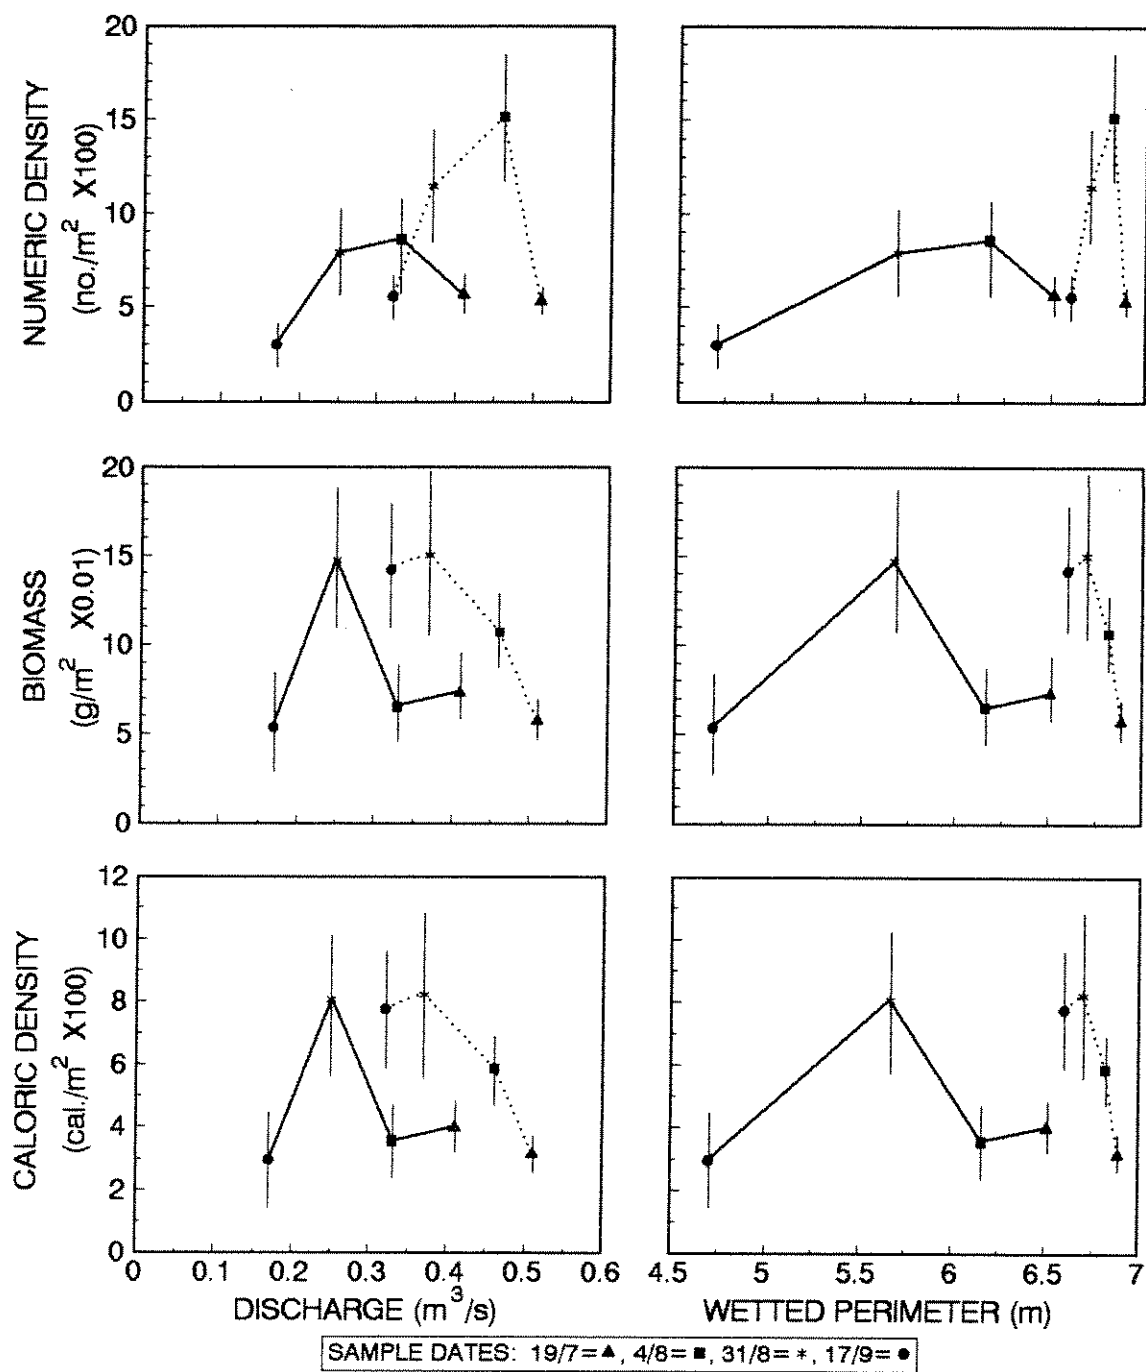 NUMERIC DENSITY
(no./m² X100)
20
15
10
5
0
BIOMASS
(g/m² X0.01)
20
15
10
5
0
CALORIC DENSITY
(cal./m² X100)
12
10
8
6
4
2
0
0 0.1 0.2 0.3 0.4 0.5 0.6
DISCHARGE (m³/s)
4.5 5 5.5 6 6.5 7
WETTED PERIMETER (m)
SAMPLE DATES: 19/7=▲, 4/8=■, 31/8=*, 17/9=●